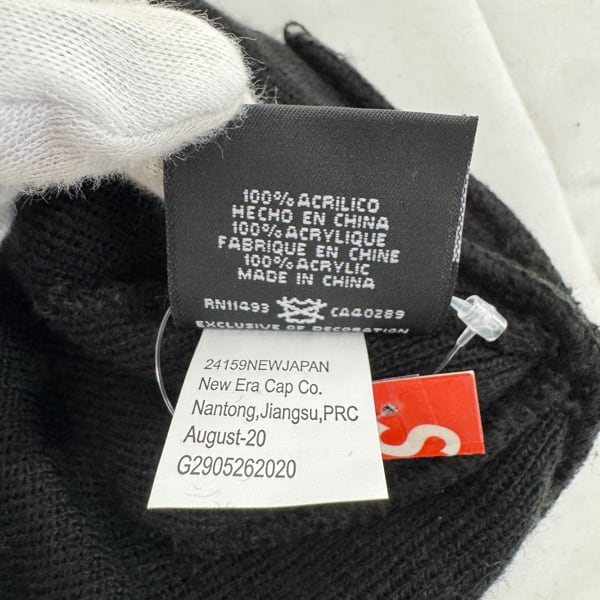 100% ACRILICO
HECHO EN CHINA
100% ACRYLIQUE
FABRIQUE EN CHINE
100% ACRYLIC
MADE IN CHINA
RN11493 CA40289
EXCLUSIVE OF DECORATION
24159NEWJAPAN
New Era Cap Co.
Nantong,Jiangsu,PRC
August-20
G2905262020
S